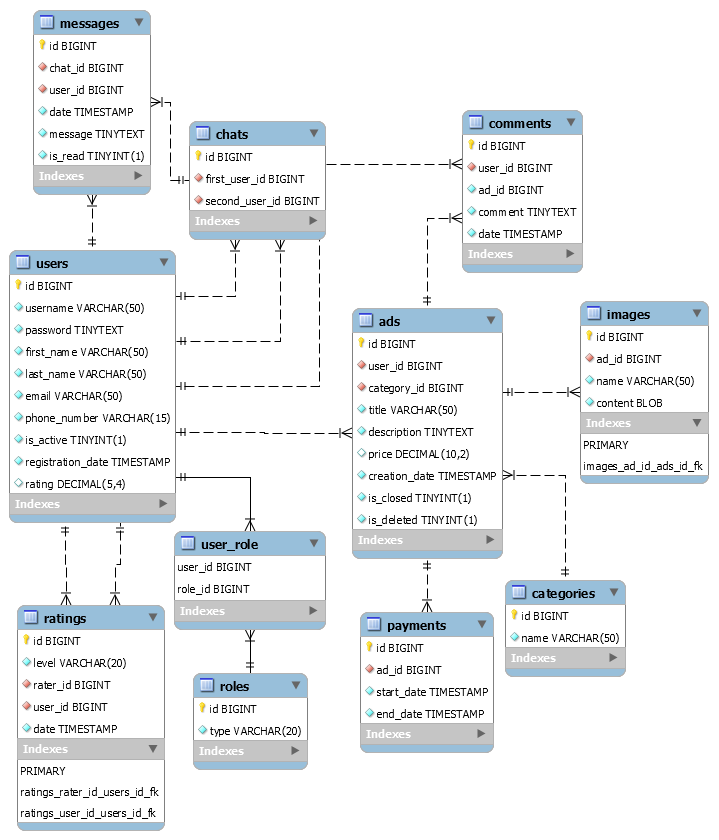 messages
id BIGINT
chat_id BIGINT
user_id BIGINT
date TIMESTAMP
message TINYTEXT
is_read TINYINT(1)
Indexes
chats
id BIGINT
first_user_id BIGINT
second_user_id BIGINT
Indexes
comments
id BIGINT
user_id BIGINT
ad_id BIGINT
comment TINYTEXT
date TIMESTAMP
Indexes
users
id BIGINT
username VARCHAR(50)
password TINYTEXT
first_name VARCHAR(50)
last_name VARCHAR(50)
email VARCHAR(50)
phone_number VARCHAR(15)
is_active TINYINT(1)
registration_date TIMESTAMP
rating DECIMAL(5,4)
Indexes
ads
id BIGINT
user_id BIGINT
category_id BIGINT
title VARCHAR(50)
description TINYTEXT
price DECIMAL(10,2)
creation_date TIMESTAMP
is_closed TINYINT(1)
is_deleted TINYINT(1)
Indexes
images
id BIGINT
ad_id BIGINT
name VARCHAR(50)
content BLOB
Indexes
PRIMARY
images_ad_id_ads_id_fk
user_role
user_id BIGINT
role_id BIGINT
Indexes
categories
id BIGINT
name VARCHAR(50)
Indexes
ratings
id BIGINT
level VARCHAR(20)
rater_id BIGINT
user_id BIGINT
date TIMESTAMP
Indexes
PRIMARY
ratings_rater_id_users_id_fk
ratings_user_id_users_id_fk
roles
id BIGINT
type VARCHAR(20)
Indexes
payments
id BIGINT
ad_id BIGINT
start_date TIMESTAMP
end_date TIMESTAMP
Indexes